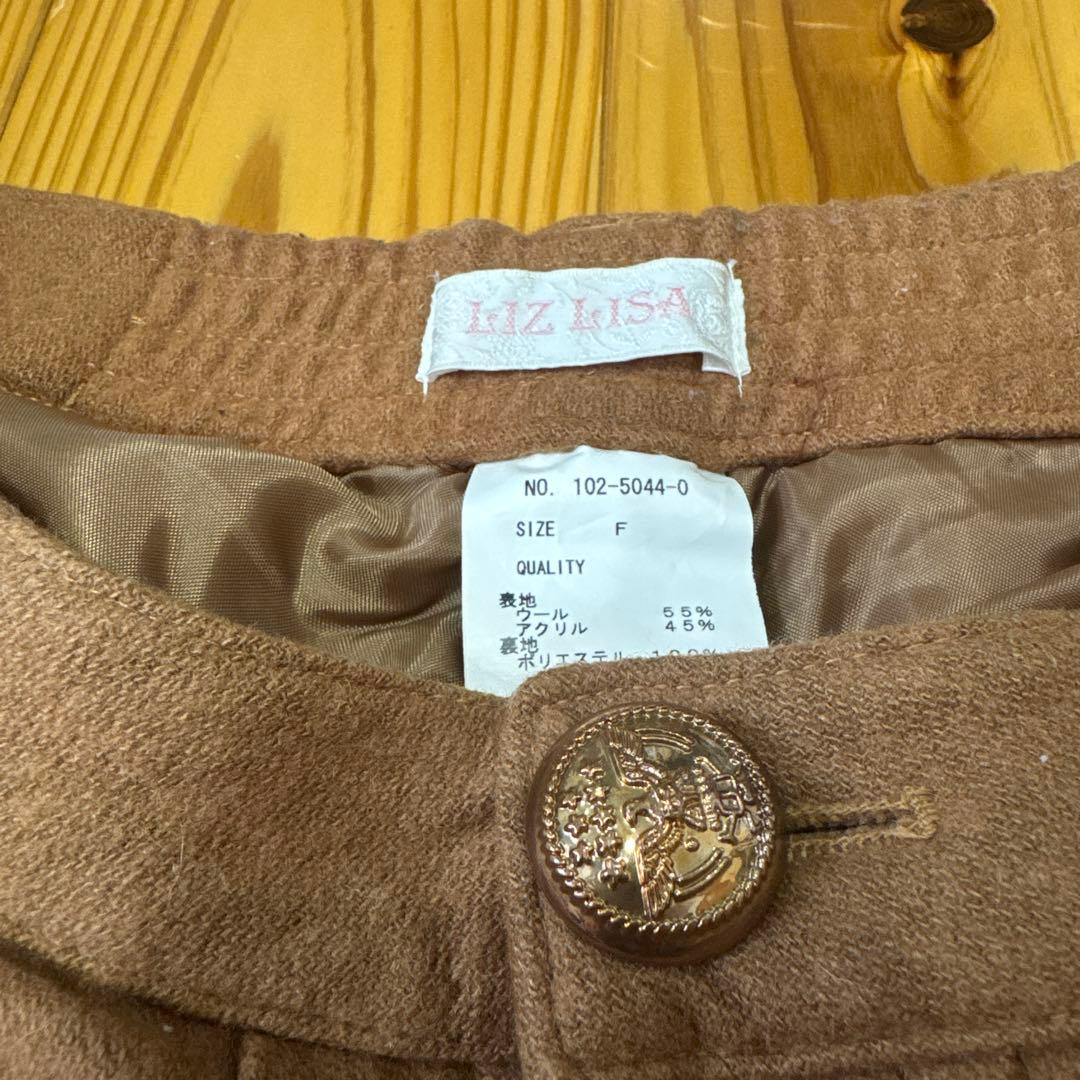 LIZ LISA
NO. 102-5044-0
SIZE F
QUALITY
表地
ウール 55%
アクリル 45%
裏地
ポリエステル 100%